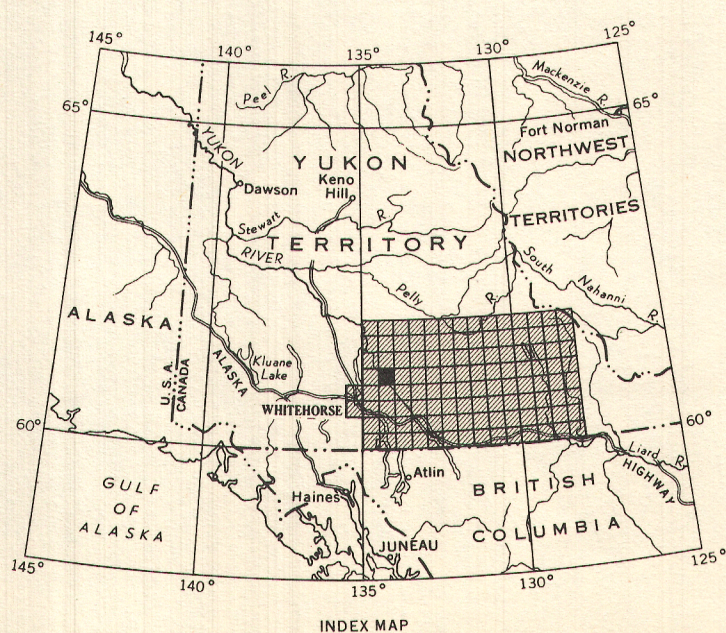 145°
140°
135°
130°
125°
Peel R.
Mackenzie R.
65°
65°
Fort Norman
YUKON
YUKON
NORTHWEST
Keno
Hill
Dawson
R.
TERRITORIES
Stewart
TERRITORY
RIVER
South
Nahanni
R.
Pelly
R.
ALASKA
Kluane
Lake
ALASKA
U.S.A.
CANADA
WHITEHORSE
60°
60°
Liard R.
HIGHWAY
Atlin
BRITISH
GULF
OF
ALASKA
Haines
COLUMBIA
JUNEAU
145°
140°
135°
130°
125°
INDEX MAP